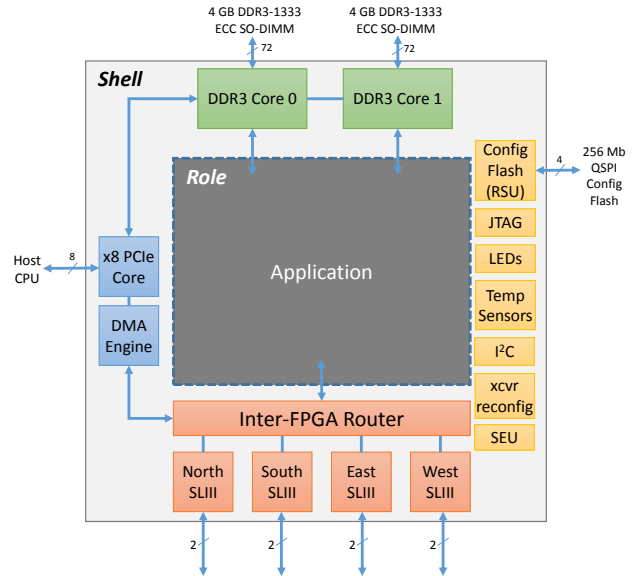 4 GB DDR3-1333
ECC SO-DIMM
4 GB DDR3-1333
ECC SO-DIMM
72
72
Shell
DDR3 Core 0
DDR3 Core 1
Role
Application
Config
Flash
(RSU)
4
256 Mb
QSPI
Config
Flash
JTAG
LEDs
Temp
Sensors
I²C
xcvr
reconfig
SEU
Host
CPU
8
x8 PCIe
Core
DMA
Engine
Inter-FPGA Router
North
SLIII
South
SLIII
East
SLIII
West
SLIII
2
2
2
2